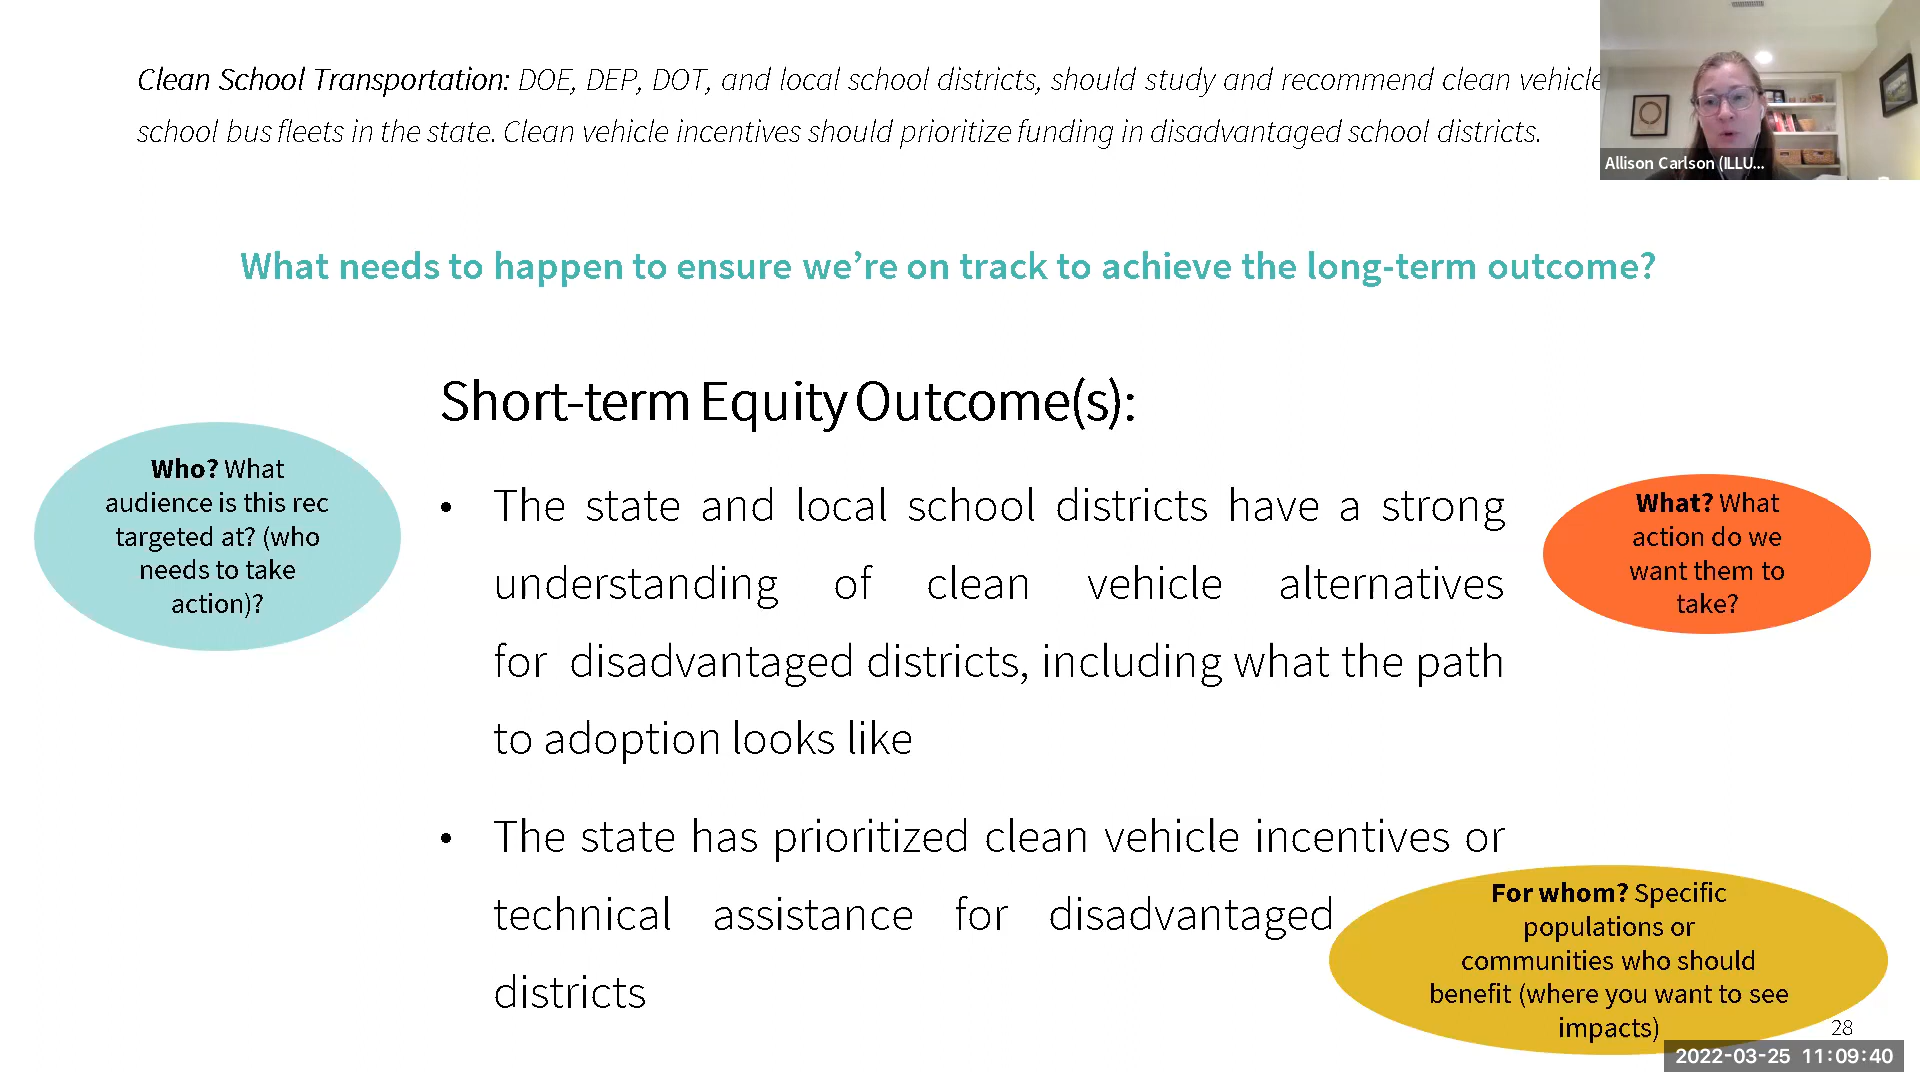 Clean School Transportation: DOE, DEP, DOT, and local school districts, should study and recommend clean vehicle
school bus fleets in the state. Clean vehicle incentives should prioritize funding in disadvantaged school districts.
Allison Carlson (ILLU...
What needs to happen to ensure we’re on track to achieve the long-term outcome?
Short-term Equity Outcome(s):
Who? What
audience is this rec
targeted at? (who
needs to take
action)?
• The state and local school districts have a strong
understanding of clean vehicle alternatives
for disadvantaged districts, including what the path
to adoption looks like
What? What
action do we
want them to
take?
• The state has prioritized clean vehicle incentives or
technical assistance for disadvantaged
districts
For whom? Specific
populations or
communities who should
benefit (where you want to see
impacts)
28
2022-03-25 11:09:40